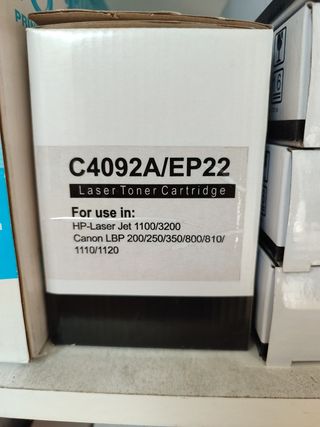 C4092A/EP22
Laser Toner Cartridge
For use in:
HP-Laser Jet 1100/3200
Canon LBP 200/250/350/800/810/
1110/1120